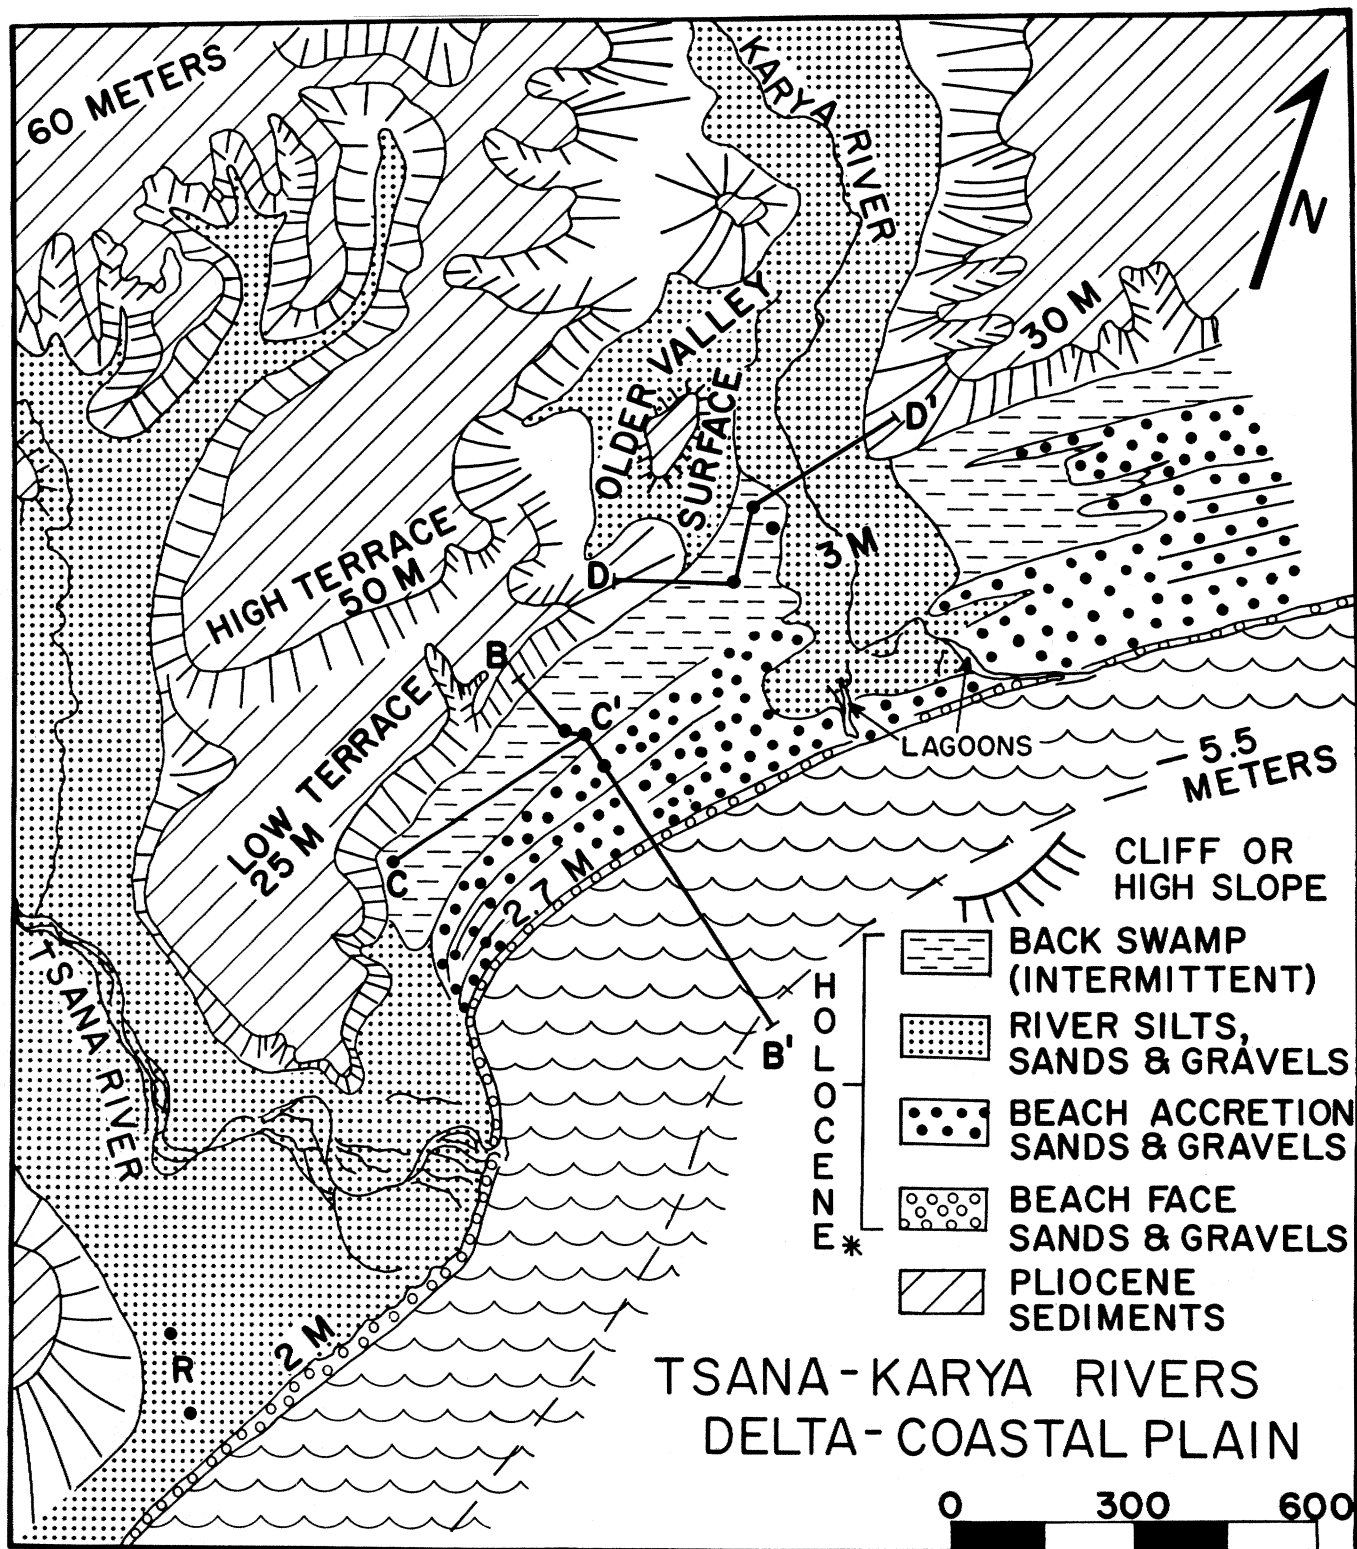 60 METERS
KARYA RIVER
N
30 M
OLDER VALLEY
SURFACE
D'
HIGH TERRACE
50 M
D
3 M
B
C'
LAGOONS
LOW TERRACE
25 M
C
2.7 M
5.5
METERS
CLIFF OR
HIGH SLOPE
TSANA RIVER
B'
HOLOCENE*
BACK SWAMP
(INTERMITTENT)
RIVER SILTS,
SANDS & GRAVELS
BEACH ACCRETION
SANDS & GRAVELS
BEACH FACE
SANDS & GRAVELS
PLIOCENE
SEDIMENTS
R
2 M
TSANA-KARYA RIVERS
DELTA-COASTAL PLAIN
0 300 600